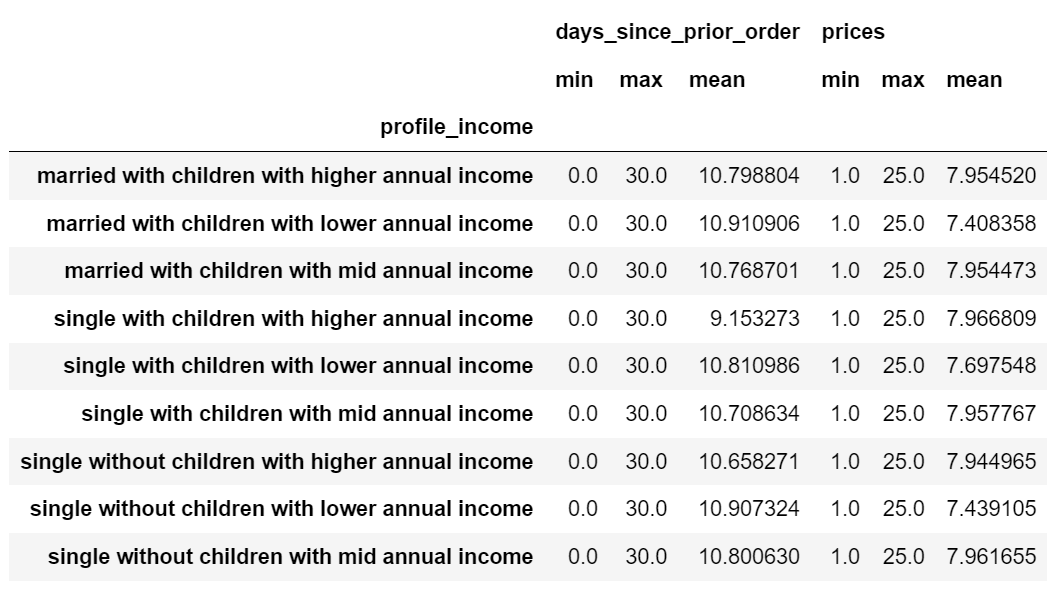 days_since_prior_order prices
min max mean min max mean
profile_income
married with children with higher annual income 0.0 30.0 10.798804 1.0 25.0 7.954520
married with children with lower annual income 0.0 30.0 10.910906 1.0 25.0 7.408358
married with children with mid annual income 0.0 30.0 10.768701 1.0 25.0 7.954473
single with children with higher annual income 0.0 30.0 9.153273 1.0 25.0 7.966809
single with children with lower annual income 0.0 30.0 10.810986 1.0 25.0 7.697548
single with children with mid annual income 0.0 30.0 10.708634 1.0 25.0 7.957767
single without children with higher annual income 0.0 30.0 10.658271 1.0 25.0 7.944965
single without children with lower annual income 0.0 30.0 10.907324 1.0 25.0 7.439105
single without children with mid annual income 0.0 30.0 10.800630 1.0 25.0 7.961655